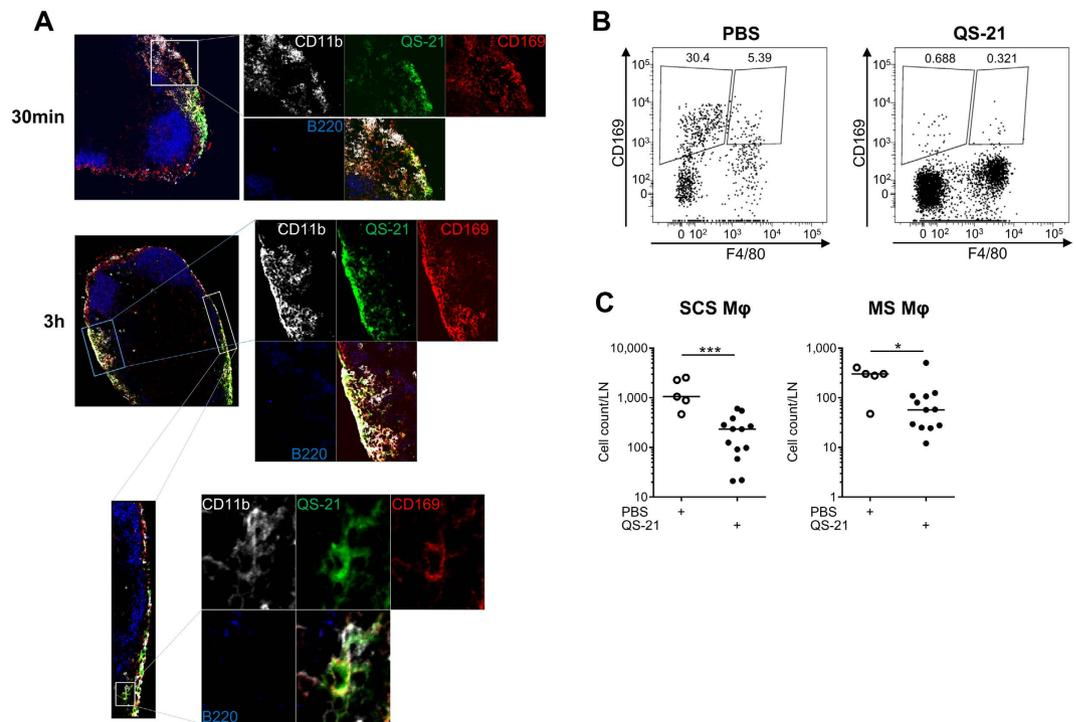 A
30min
CD11b
QS-21
CD169
B220
3h
CD11b
QS-21
CD169
B220
CD11b
QS-21
CD169
B220
B
PBS
QS-21
30.4
5.39
0.688
0.321
CD169
10⁵
10⁴
10³
10²
0
0 10² 10³ 10⁴ 10⁵
F4/80
CD169
10⁵
10⁴
10³
10²
0
0 10² 10³ 10⁴ 10⁵
F4/80
C
SCS Mφ
MS Mφ
Cell count/LN
10,000
1,000
100
10
***
PBS +
QS-21 +
Cell count/LN
1,000
100
10
1
*
PBS +
QS-21 +